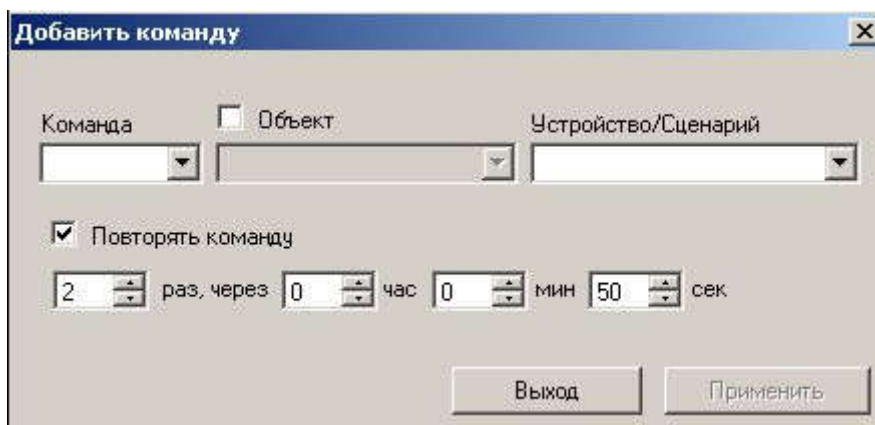 Добавить команду
Команда Объект Устройство/Сценарий
Повторять команду
2 раз, через 0 час 0 мин 50 сек
Выход Применить